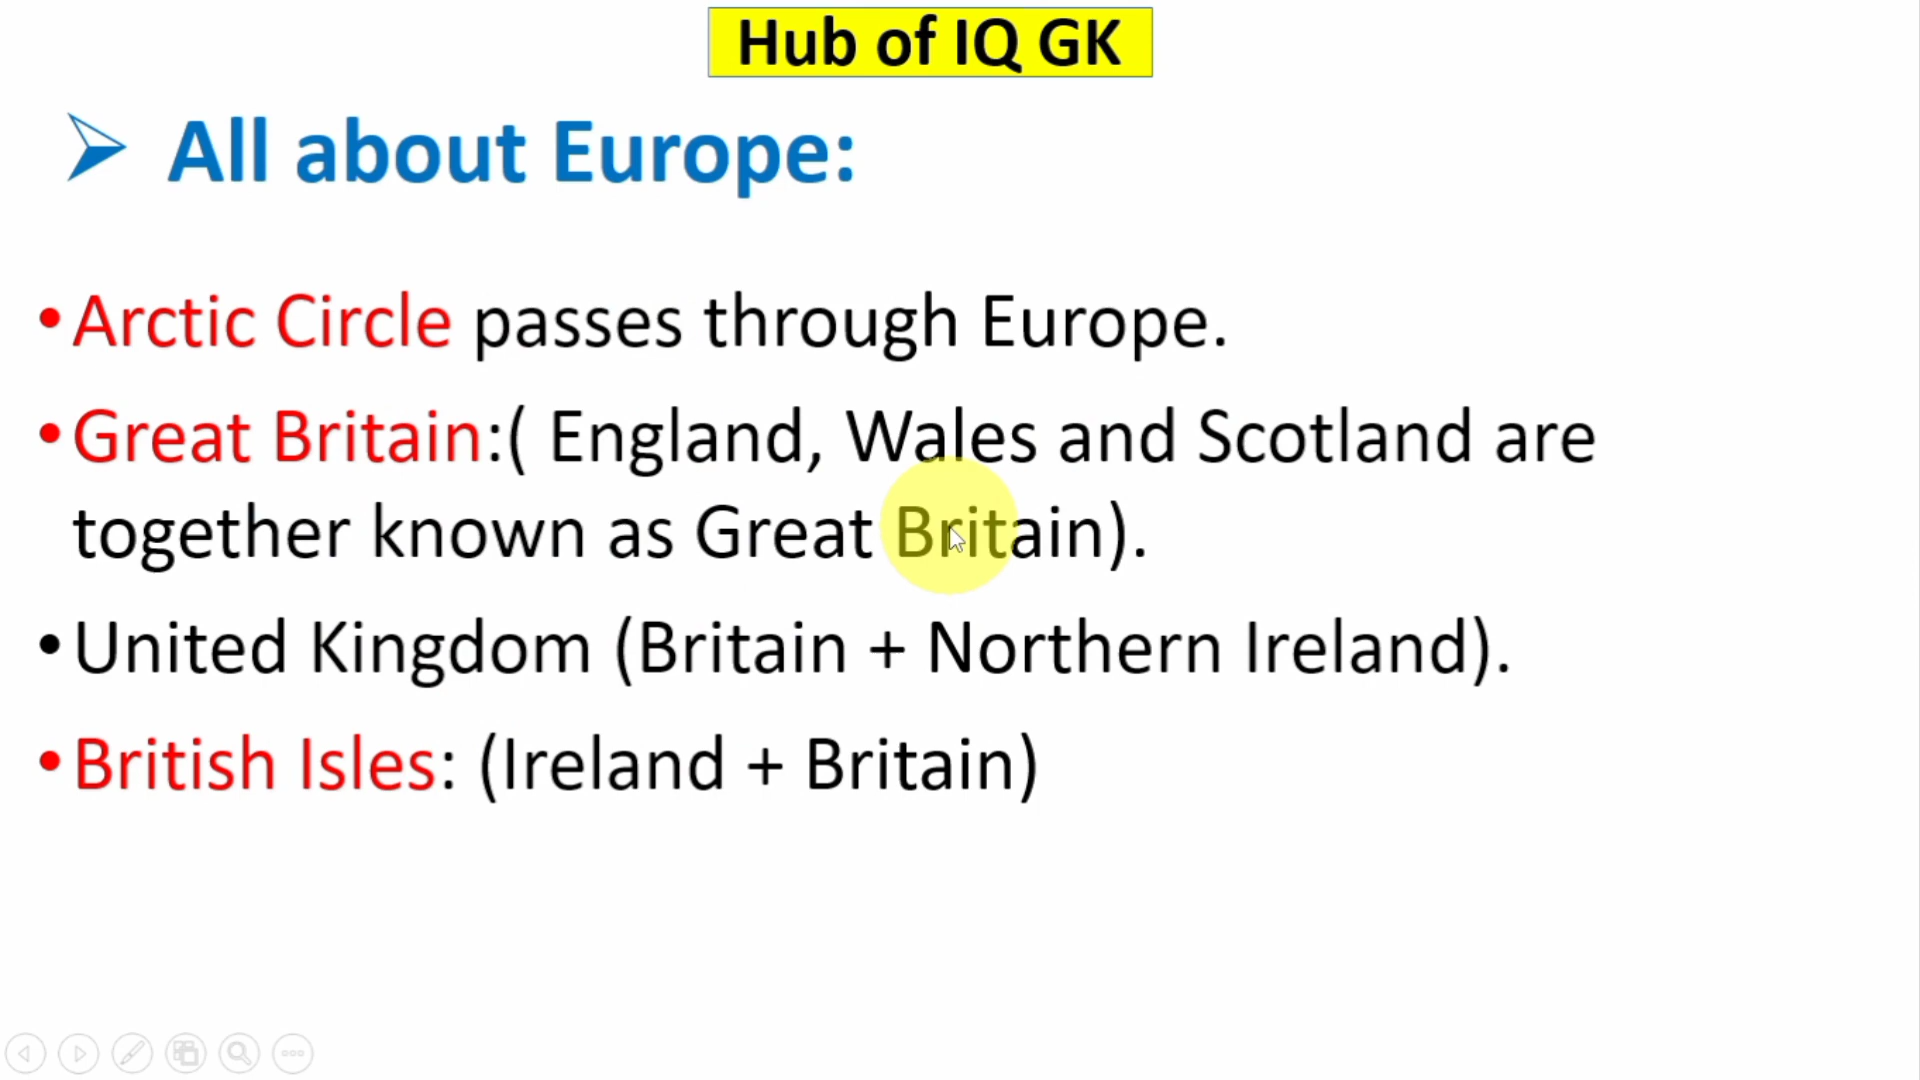 Hub of IQ GK
➢ All about Europe:
•Arctic Circle passes through Europe.
•Great Britain:( England, Wales and Scotland are
together known as Great Britain).
•United Kingdom (Britain + Northern Ireland).
•British Isles: (Ireland + Britain)